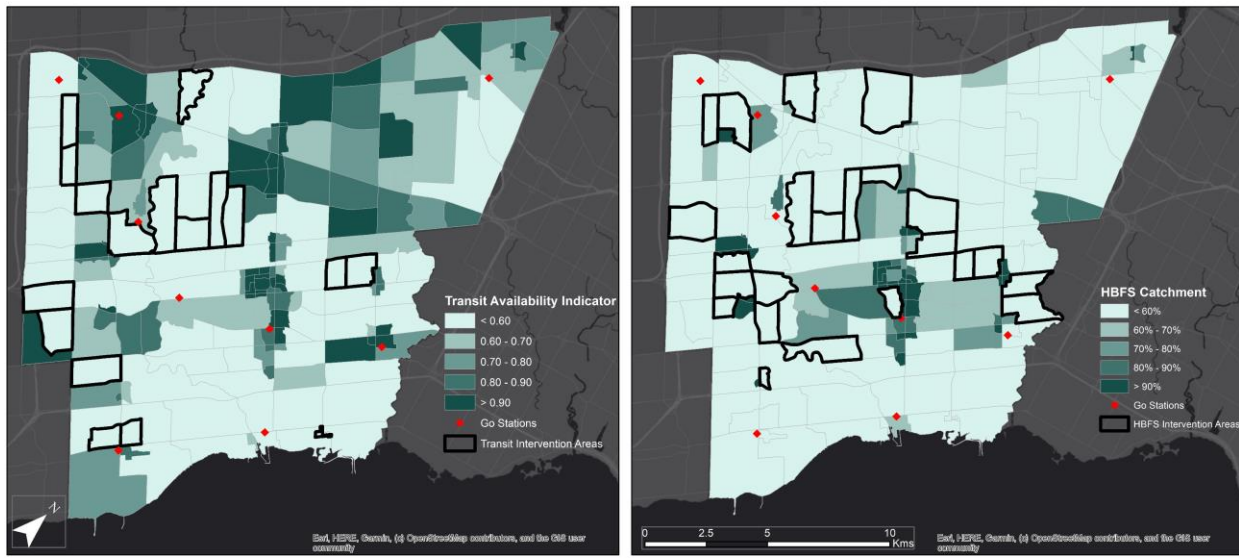 Transit Availability Indicator
< 0.60
0.60 - 0.70
0.70 - 0.80
0.80 - 0.90
> 0.90
Go Stations
Transit Intervention Areas
N
Esri, HERE, Garmin, (c) OpenStreetMap contributors, and the GIS user
community
HBFS Catchment
< 60%
60% - 70%
70% - 80%
80% - 90%
> 90%
Go Stations
HBFS Intervention Areas
0 2.5 5 10
Kms
Esri, HERE, Garmin, (c) OpenStreetMap contributors, and the GIS user
community